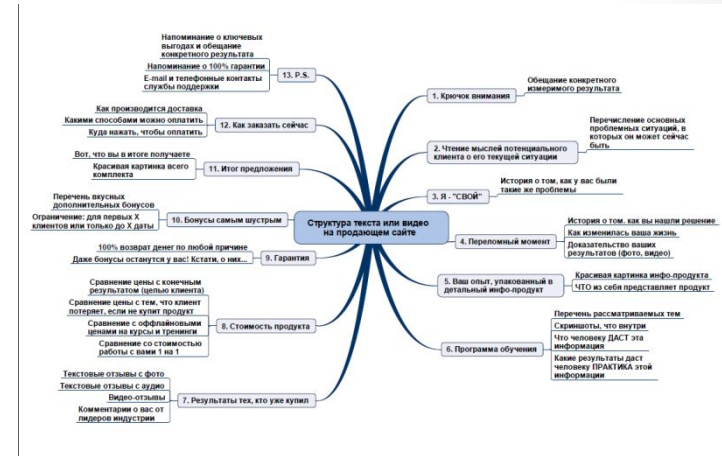 Структура текста или видео
на продающем сайте
1. Крючок внимания
Обещание конкретного
измеримого результата
2. Чтение мыслей потенциального
клиента о его текущей ситуации
Перечисление основных
проблемных ситуаций, в
которых он может сейчас
быть
3. Я - "СВОЙ"
История о том, как у вас были
такие же проблемы
4. Переломный момент
История о том. как вы нашли решение
Как изменилась ваша жизнь
Доказательство ваших
результатов (фото, видео)
5. Ваш опыт, упакованный в
детальный инфо-продукт
Красивая картинка инфо-продукта
ЧТО из себя представляет продукт
6. Программа обучения
Перечень рассматриваемых тем
Скриншоты, что внутри
Что человеку ДАСТ эта
информация
Какие результаты даст
человеку ПРАКТИКА этой
информации
7. Результаты тех, кто уже купил
Текстовые отзывы с фото
Текстовые отзывы с аудио
Видео-отзывы
Комментарии о вас от
лидеров индустрии
8. Стоимость продукта
Сравнение цены с конечным
результатом (целью клиента)
Сравнение цены с тем, что клиент
потеряет, если не купит продукт
Сравнение с оффлайновыми
ценами на курсы и тренинги
Сравнение со стоимостью
работы с вами 1 на 1
9. Гарантия
100% возврат денег по любой причине
Даже бонусы останутся у вас! Кстати, о них...
10. Бонусы самым шустрым
Перечень вкусных
дополнительных бонусов
Ограничение: для первых Х
клиентов или только до Х даты
11. Итог предложения
Вот, что вы в итоге получаете
Красивая картинка всего
комплекта
12. Как заказать сейчас
Как производится доставка
Какими способами можно оплатить
Куда нажать, чтобы оплатить
13. P.S.
Напоминание о ключевых
выгодах и обещание
конкретного результата
Напоминание о 100% гарантии
E-mail и телефонные контакты
службы поддержки